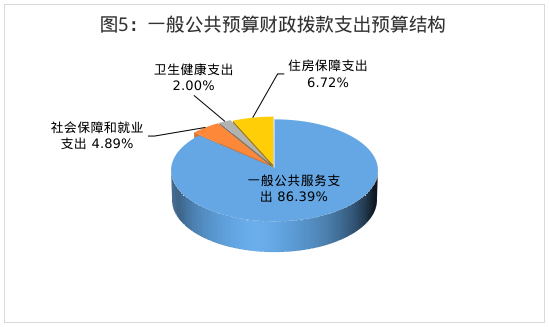 图5：一般公共预算财政拨款支出预算结构
住房保障支出
6.72%
卫生健康支出
2.00%
社会保障和就业
支出 4.89%
一般公共服务支
出 86.39%